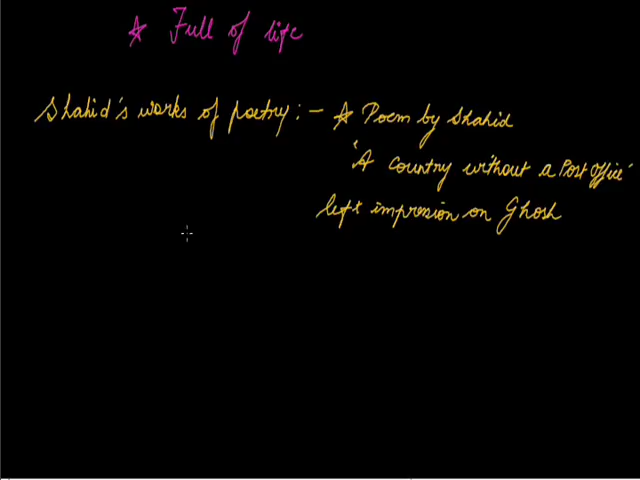 ☆ Full of life
Shahid's works of poetry:- ☆ Poem by Shahid
'A Country without a Post Office'
left impression on Ghosh